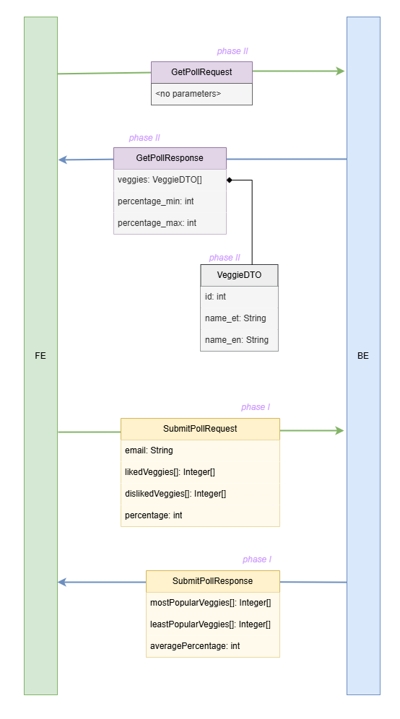 phase II
GetPollRequest
<no parameters>
phase II
GetPollResponse
veggies: VeggieDTO[]
percentage_min: int
percentage_max: int
phase II
VeggieDTO
id: int
name_et: String
name_en: String
FE
BE
phase I
SubmitPollRequest
email: String
likedVeggies[]: Integer[]
dislikedVeggies[]: Integer[]
percentage: int
phase I
SubmitPollResponse
mostPopularVeggies[]: Integer[]
leastPopularVeggies[]: Integer[]
averagePercentage: int